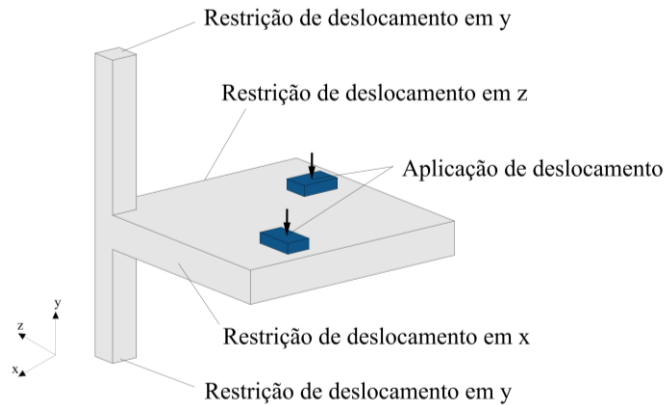 Restrição de deslocamento em y
Restrição de deslocamento em z
Aplicação de deslocamento
y
z
x
Restrição de deslocamento em x
Restrição de deslocamento em y